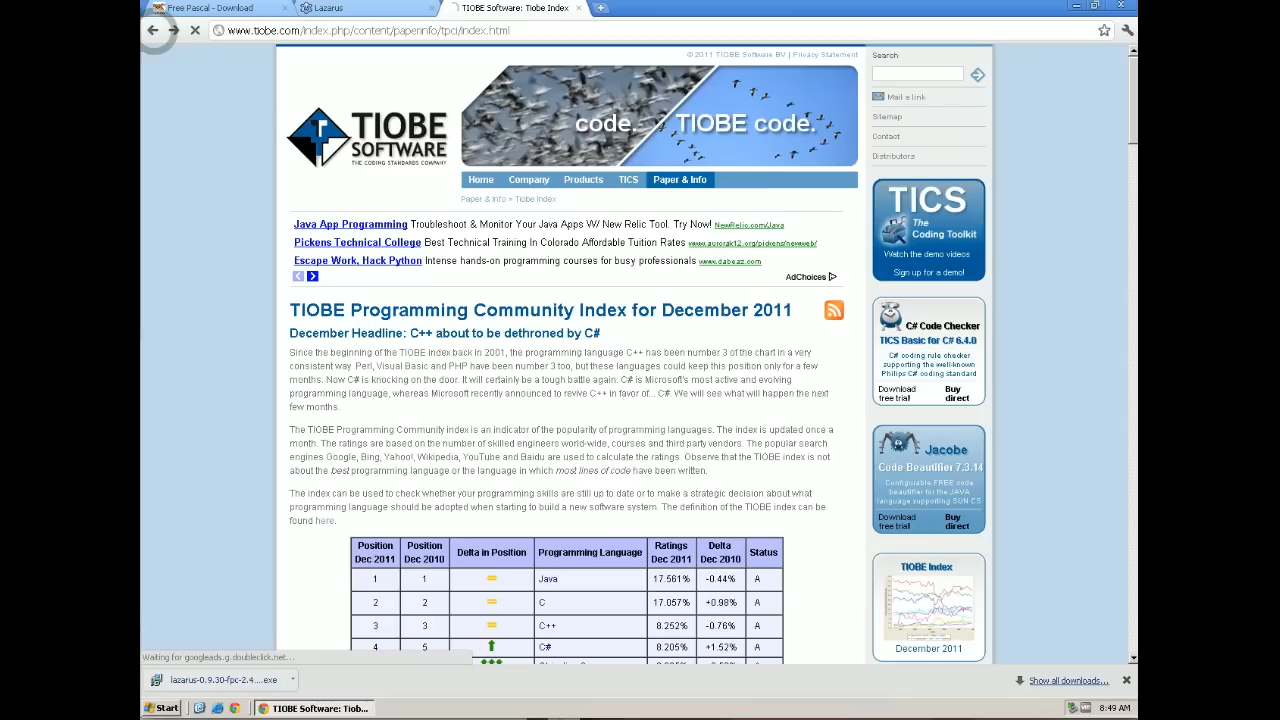 Free Pascal - Download
Lazarus
TIOBE Software: Tiobe Index
www.tiobe.com/index.php/content/paperinfo/tpci/index.html
© 2011 TIOBE Software BV | Privacy Statement
TIOBE
SOFTWARE
THE CODING STANDARDS COMPANY
code.
TIOBE code.
Home Company Products TICS Paper & Info
Paper & Info > Tiobe Index
Java App Programming Troubleshoot & Monitor Your Java Apps W/ New Relic Tool. Try Now! NewRelic.com/Java
Pickens Technical College Best Technical Training In Colorado Affordable Tuition Rates www.aurorak12.org/pickens/newweb/
Escape Work, Hack Python Intense hands-on programming courses for busy professionals www.dabeaz.com
AdChoices
TIOBE Programming Community Index for December 2011
December Headline: C++ about to be dethroned by C#
Since the beginning of the TIOBE index back in 2001, the programming language C++ has been number 3 of the chart in a very
consistent way. Perl, Visual Basic and PHP have been number 3 too, but these languages could keep this position only for a few
months. Now C# is knocking on the door. It will certainly be a tough battle again. C# is Microsoft's most active and evolving
programming language, whereas Microsoft recently announced to revive C++ in favor of... C#. We will see what will happen the next
few months.
The TIOBE Programming Community index is an indicator of the popularity of programming languages. The index is updated once a
month. The ratings are based on the number of skilled engineers world-wide, courses and third party vendors. The popular search
engines Google, Bing, Yahoo!, Wikipedia, YouTube and Baidu are used to calculate the ratings. Observe that the TIOBE index is not
about the best programming language or the language in which most lines of code have been written.
The index can be used to check whether your programming skills are still up to date or to make a strategic decision about what
programming language should be adopted when starting to build a new software system. The definition of the TIOBE index can be
found here.
Position Dec 2011 Position Dec 2010 Delta in Position Programming Language Ratings Dec 2011 Delta Dec 2010 Status
1 1 = Java 17.561% -0.44% A
2 2 = C 17.057% +0.98% A
3 3 = C++ 8.252% -0.76% A
4 5 C# 8.205% +1.52% A
Search
Mail a link
Sitemap
Contact
Distributors
TICS
The
Coding Toolkit
Watch the demo videos
Sign up for a demo!
C# Code Checker
TICS Basic for C# 6.4.0
C# coding rule checker
supporting the well-known
Philips C# coding standard
Download free trial!
Buy direct
Jacobe
Code Beautifier 7.3.14
Configurable FREE code
beautifier for the JAVA
language supporting SUN CS
Download free trial!
Buy direct
TIOBE Index
December 2011
Waiting for googleads.g.doubleclick.net...
lazarus-0.9.30-fpc-2.4....exe
Show all downloads...
Start
TIOBE Software: Tiob...
8:49 AM